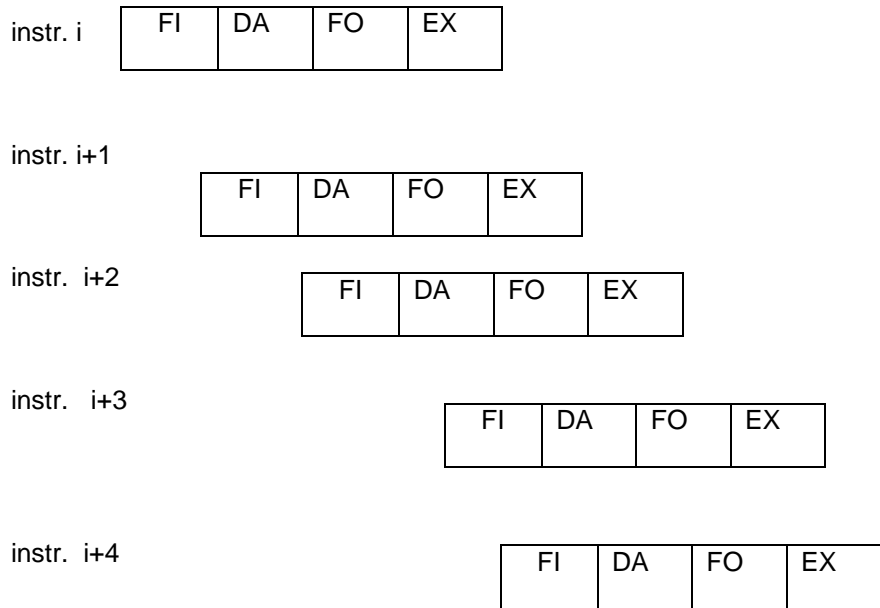 instr. i FI DA FO EX
instr. i+1
FI DA FO EX
instr. i+2 FI DA FO EX
instr. i+3
FI DA FO EX
instr. i+4 FI DA FO EX